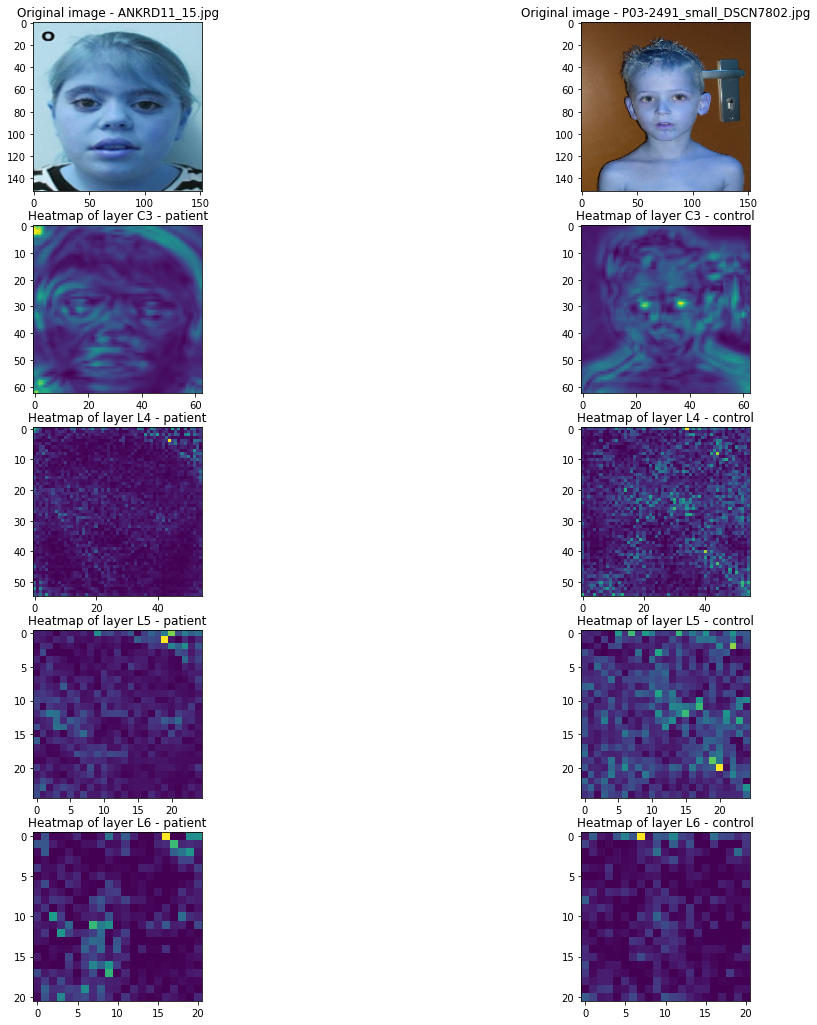 Original image - ANKRD11_15.jpg
Original image - P03-2491_small_DSCN7802.jpg
0
20
40
60
80
100
120
140
0 50 100 150
O
0
20
40
60
80
100
120
140
0 50 100 150
Heatmap of layer C3 - patient
Heatmap of layer C3 - control
0
10
20
30
40
50
60
0 20 40 60
0
10
20
30
40
50
60
0 20 40 60
Heatmap of layer L4 - patient
Heatmap of layer L4 - control
0
10
20
30
40
50
0 20 40
0
10
20
30
40
50
0 20 40
Heatmap of layer L5 - patient
Heatmap of layer L5 - control
0
5
10
15
20
0 5 10 15 20
0
5
10
15
20
0 5 10 15 20
Heatmap of layer L6 - patient
Heatmap of layer L6 - control
0
5
10
15
20
0 5 10 15 20
0
5
10
15
20
0 5 10 15 20